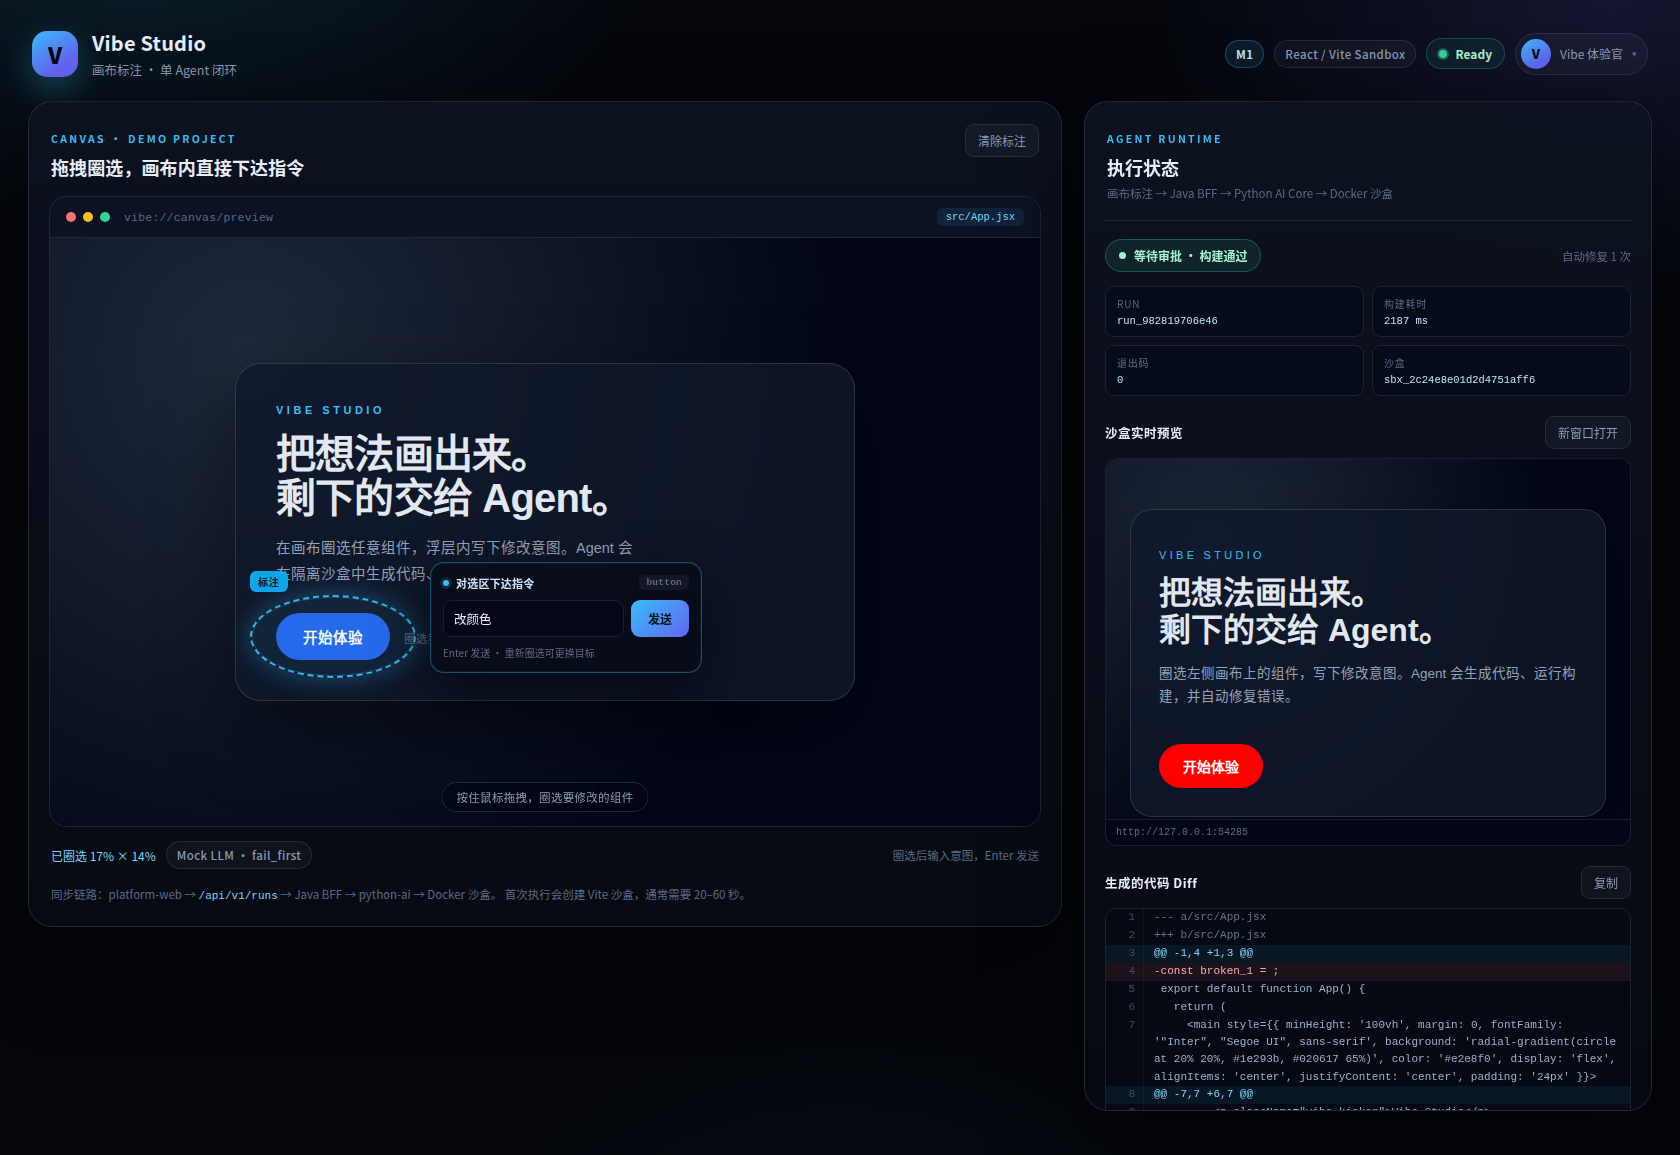 V
Vibe Studio
画布标注 · 单 Agent 闭环
M1
React / Vite Sandbox
Ready
V
Vibe 体验官
CANVAS · DEMO PROJECT
拖拽圈选，画布内直接下达指令
清除标注
vibe://canvas/preview
src/App.jsx
VIBE STUDIO
把想法画出来。
剩下的交给 Agent。
在画布圈选任意组件，浮层内写下修改意图。Agent 会
在隔离沙盒中生成代码、
标注
开始体验
圈选
对选区下达指令
button
改颜色
发送
Enter 发送 · 重新圈选可更换目标
按住鼠标拖拽，圈选要修改的组件
已圈选 17% × 14%
Mock LLM · fail_first
圈选后输入意图，Enter 发送
同步链路：platform-web → /api/v1/runs → Java BFF → python-ai → Docker 沙盒。 首次执行会创建 Vite 沙盒，通常需要 20–60 秒。
AGENT RUNTIME
执行状态
画布标注 → Java BFF → Python AI Core → Docker 沙盒
等待审批 · 构建通过
自动修复 1 次
RUN
run_982819706e46
构建耗时
2187 ms
退出码
0
沙盒
sbx_2c24e8e01d2d4751aff6
沙盒实时预览
新窗口打开
VIBE STUDIO
把想法画出来。
剩下的交给 Agent。
圈选左侧画布上的组件，写下修改意图。Agent 会生成代码、运行构
建，并自动修复错误。
开始体验
http://127.0.0.1:54285
生成的代码 Diff
复制
1 --- a/src/App.jsx
2 +++ b/src/App.jsx
3 @@ -1,4 +1,3 @@
4 -const broken_1 = ;
5 export default function App() {
6 return (
7 <main style={{ minHeight: '100vh', margin: 0, fontFamily:
'"Inter", "Segoe UI", sans-serif', background: 'radial-gradient(circle
at 20% 20%, #1e293b, #020617 65%)', color: '#e2e8f0', display: 'flex',
alignItems: 'center', justifyContent: 'center', padding: '24px' }}>
8 @@ -7,7 +6,7 @@